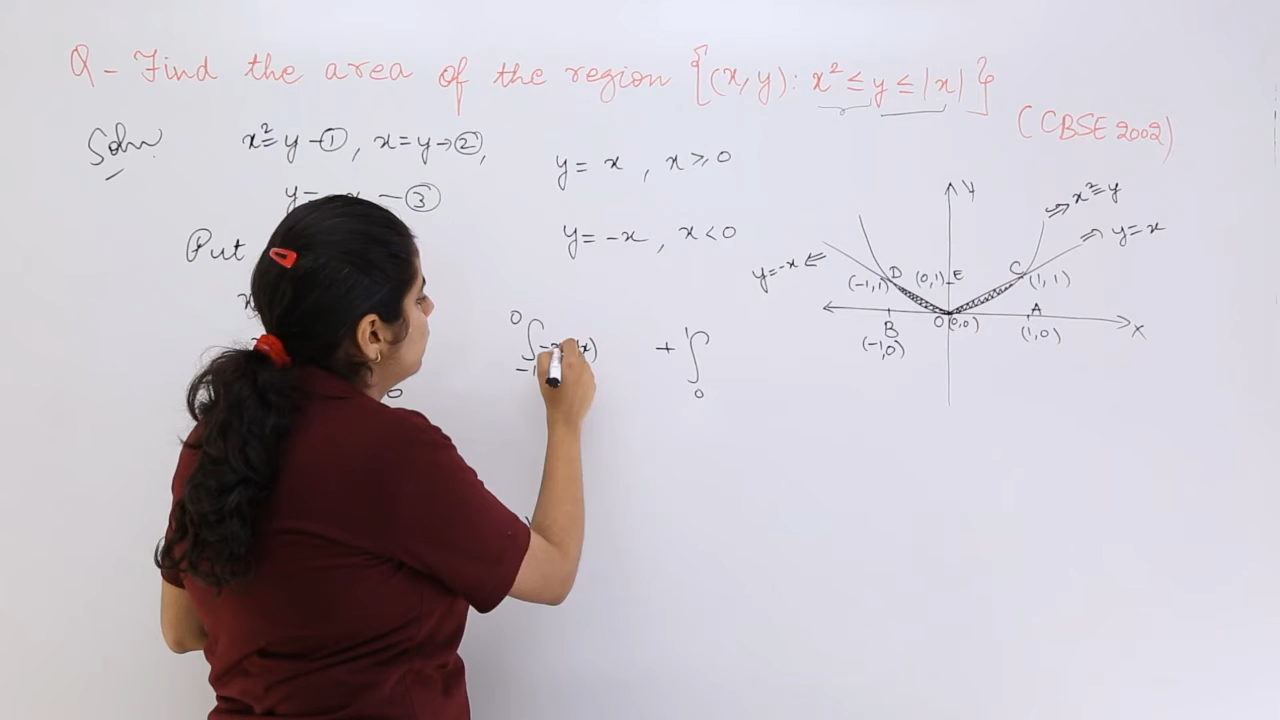 Q - Find the area of the region {(x,y): x² ≤ y ≤ |x|}
(CBSE 2002)
Soln
x² = y - ①, x = y → ②,
y = - ③
y = x, x ≥ 0
y = -x, x < 0
Put
0
∫
-1
+ ∫
1
0
0
Y
⇒ x² = y
⇒ y = x
y = -x ⇐
D
(-1,1)
(0,1)
E
C
(1,1)
B
(-1,0)
O
(0,0)
A
(1,0)
X